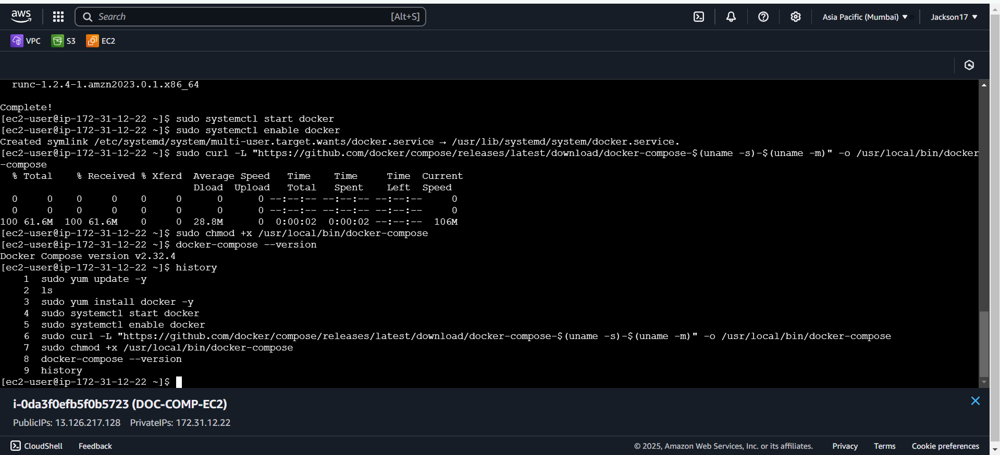 aws
Search [Alt+S]
Asia Pacific (Mumbai) ▼
Jackson17 ▼
VPC S3 EC2
runc-1.2.4-1.amzn2023.0.1.x86_64
Complete!
[ec2-user@ip-172-31-12-22 ~]$ sudo systemctl start docker
[ec2-user@ip-172-31-12-22 ~]$ sudo systemctl enable docker
Created symlink /etc/systemd/system/multi-user.target.wants/docker.service → /usr/lib/systemd/system/docker.service.
[ec2-user@ip-172-31-12-22 ~]$ sudo curl -L "https://github.com/docker/compose/releases/latest/download/docker-compose-$(uname -s)-$(uname -m)" -o /usr/local/bin/docker
-compose
  % Total    % Received % Xferd  Average Speed   Time    Time     Time  Current
                                 Dload  Upload   Total   Spent    Left  Speed
  0     0    0     0    0     0      0      0 --:--:-- --:--:-- --:--:--     0
  0     0    0     0    0     0      0      0 --:--:-- --:--:-- --:--:--     0
100 61.6M  100 61.6M    0     0  28.8M      0  0:00:02  0:00:02 --:--:--  106M
[ec2-user@ip-172-31-12-22 ~]$ sudo chmod +x /usr/local/bin/docker-compose
[ec2-user@ip-172-31-12-22 ~]$ docker-compose --version
Docker Compose version v2.32.4
[ec2-user@ip-172-31-12-22 ~]$ history
    1  sudo yum update -y
    2  ls
    3  sudo yum install docker -y
    4  sudo systemctl start docker
    5  sudo systemctl enable docker
    6  sudo curl -L "https://github.com/docker/compose/releases/latest/download/docker-compose-$(uname -s)-$(uname -m)" -o /usr/local/bin/docker-compose
    7  sudo chmod +x /usr/local/bin/docker-compose
    8  docker-compose --version
    9  history
[ec2-user@ip-172-31-12-22 ~]$
i-0da3f0efb5f0b5723 (DOC-COMP-EC2)
PublicIPs: 13.126.217.128 PrivateIPs: 172.31.12.22
CloudShell Feedback © 2025, Amazon Web Services, Inc. or its affiliates. Privacy Terms Cookie preferences